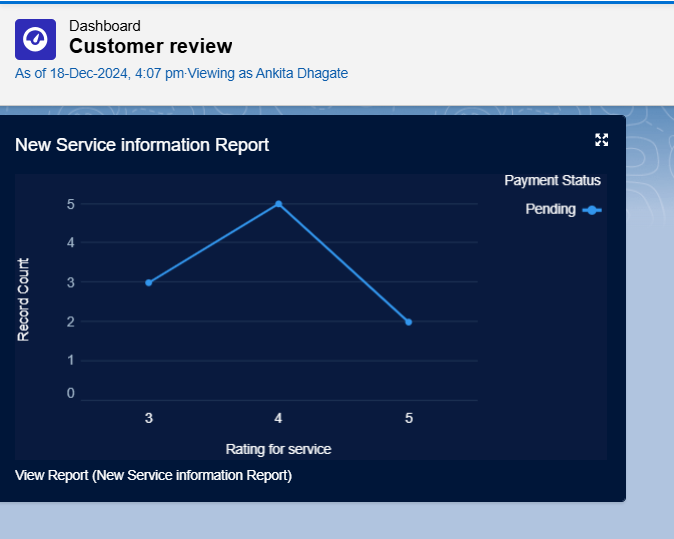 Dashboard
Customer review
As of 18-Dec-2024, 4:07 pm·Viewing as Ankita Dhagate
New Service information Report
Payment Status
Pending
Record Count
5
4
3
2
1
0
3 4 5
Rating for service
View Report (New Service information Report)